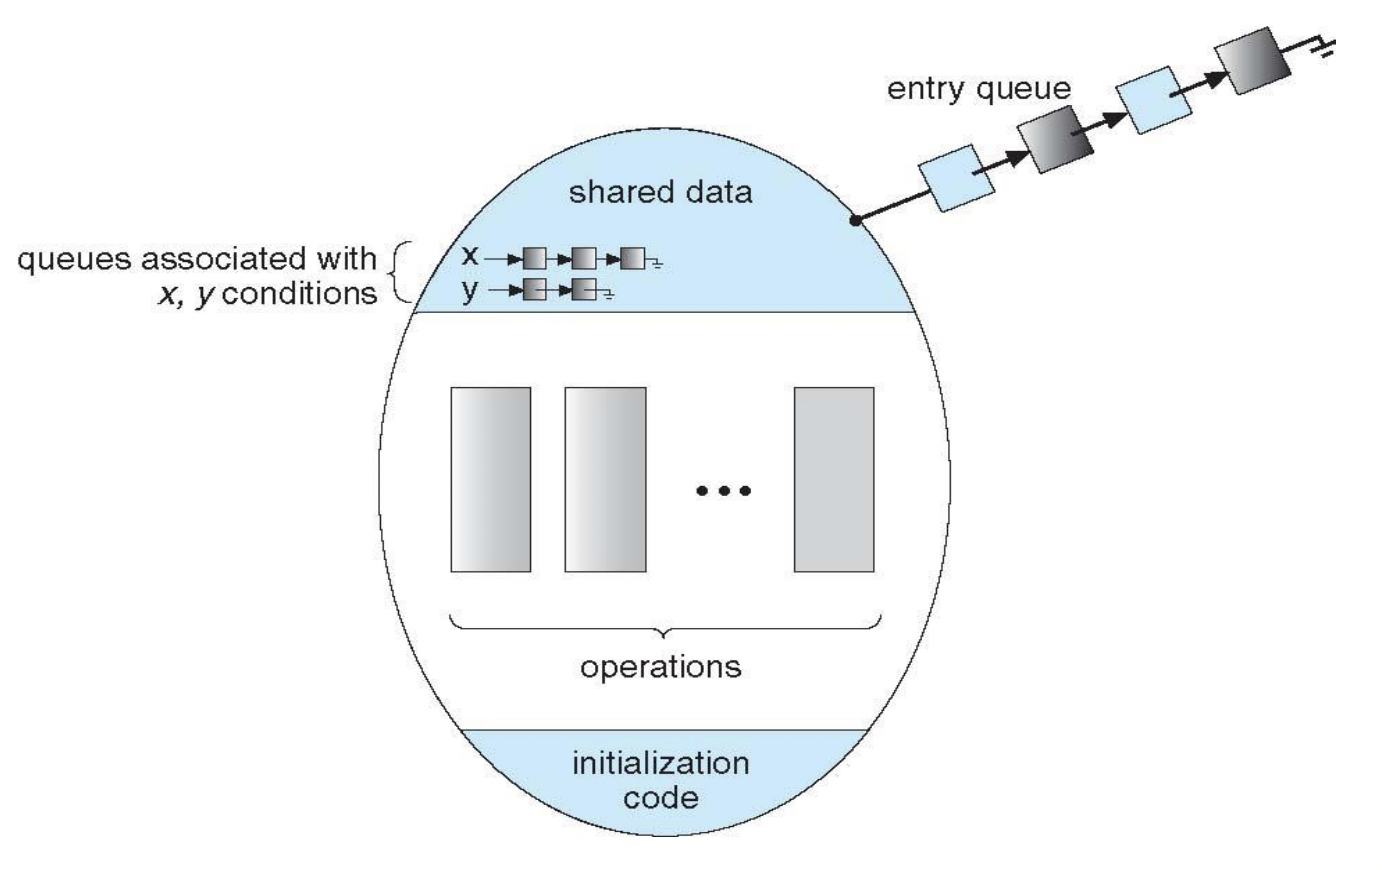 entry queue
shared data
queues associated with
x, y conditions
x
y
operations
initialization
code